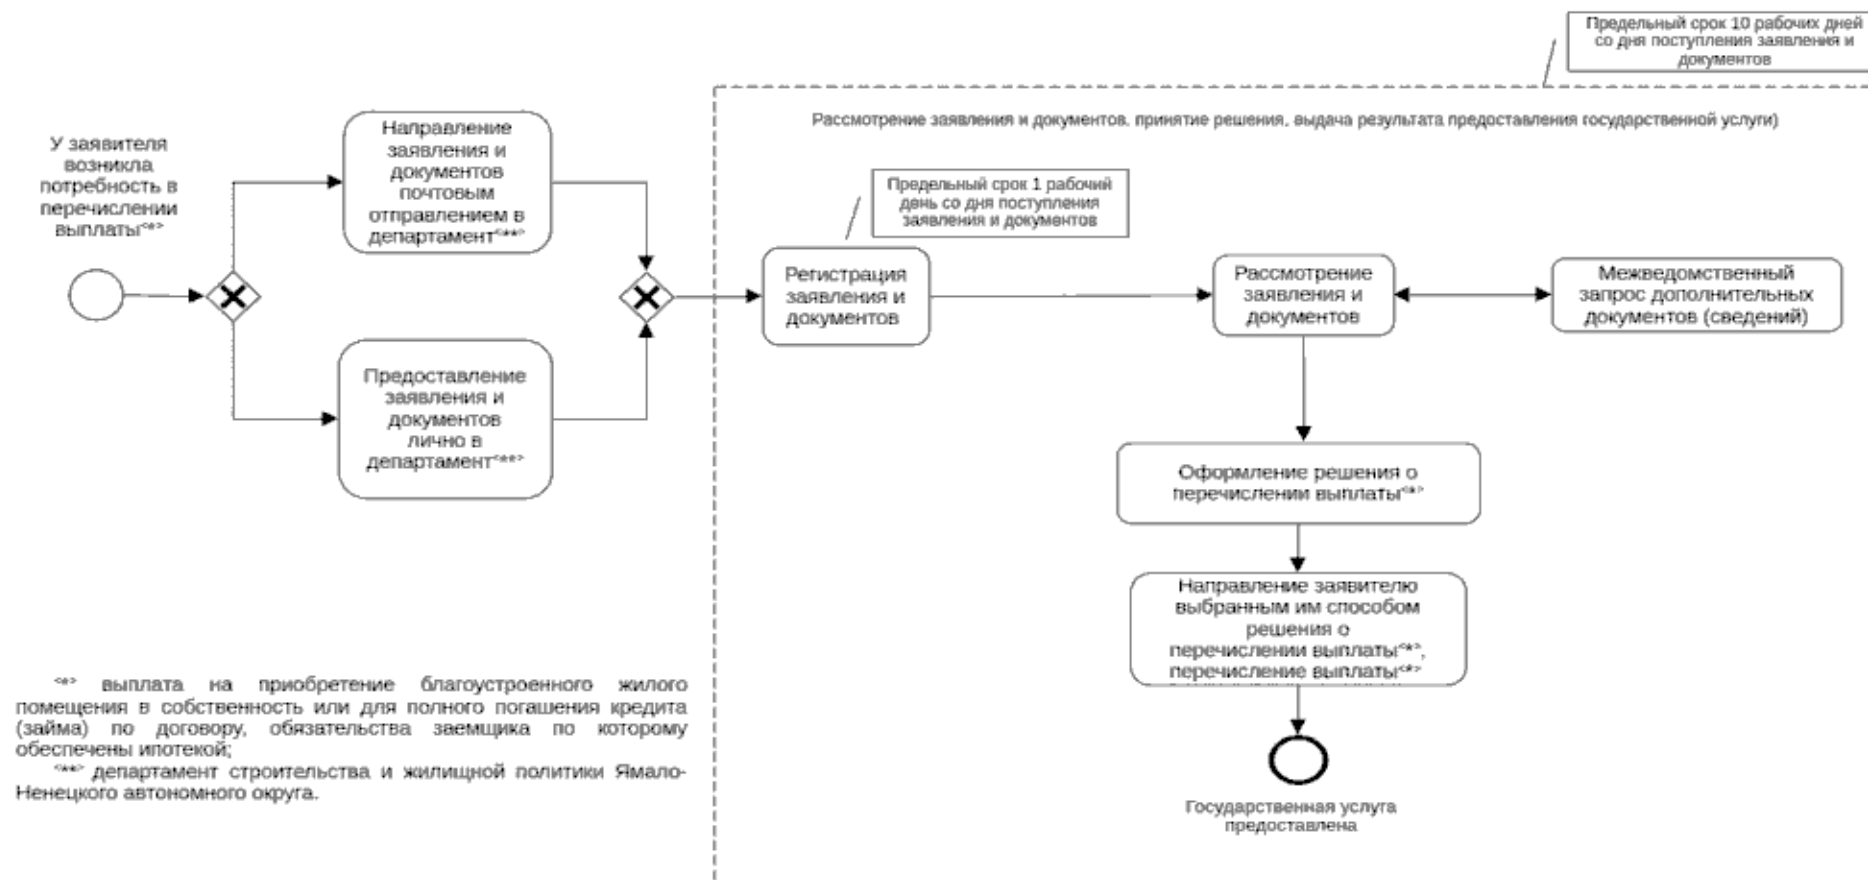 Предельный срок 10 рабочих дней
со дня поступления заявления и
документов
Рассмотрение заявления и документов, принятие решения, выдача результата предоставления государственной услуги)
У заявителя
возникла
потребность в
перечислении
выплаты<*>
Направление
заявления и
документов
почтовым
отправлением в
департамент<**>
Предоставление
заявления и
документов
лично в
департамент<**>
Предельный срок 1 рабочий
день со дня поступления
заявления и документов
Регистрация
заявления и
документов
Рассмотрение
заявления и
документов
Межведомственный
запрос дополнительных
документов (сведений)
Оформление решения о
перечислении выплаты<*>
Направление заявителю
выбранным им способом
решения о
перечислении выплаты<*>,
перечисление выплаты<*>
Государственная услуга
предоставлена
<*> выплата на приобретение благоустроенного жилого
помещения в собственность или для полного погашения кредита
(займа) по договору, обязательства заемщика по которому
обеспечены ипотекой;
<**> департамент строительства и жилищной политики Ямало-
Ненецкого автономного округа.